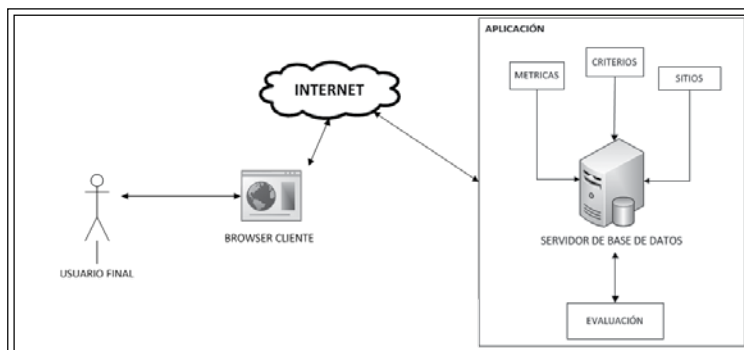 APLICACIÓN
CRITERIOS
METRICAS
SITIOS
INTERNET
SERVIDOR DE BASE DE DATOS
BROWSER CLIENTE
USUARIO FINAL
EVALUACIÓN